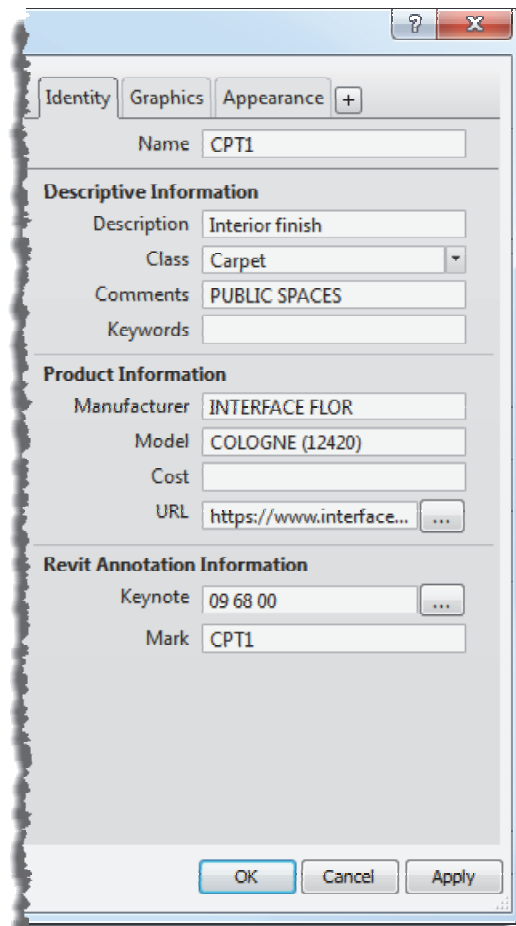 ?
Identity Graphics Appearance +
Name CPT1
Descriptive Information
Description Interior finish
Class Carpet
Comments PUBLIC SPACES
Keywords
Product Information
Manufacturer INTERFACE FLOR
Model COLOGNE (12420)
Cost
URL https://www.interface... ...
Revit Annotation Information
Keynote 09 68 00 ...
Mark CPT1
OK Cancel Apply